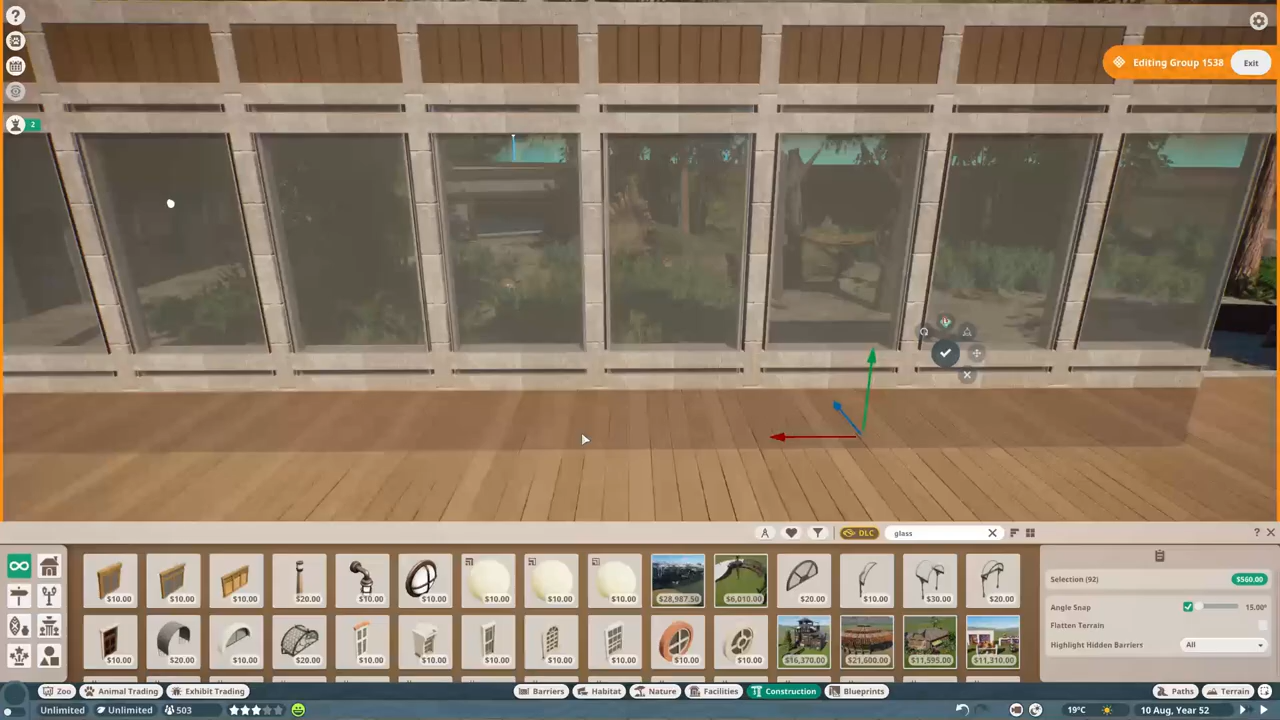 ?
Editing Group 1538 Exit
2
DLC glass ? ×
$10.00 $10.00 $10.00 $20.00 $10.00 $10.00 $10.00 $10.00 $10.00 $28,987.50 $6,010.00 $20.00 $10.00 $30.00 $20.00
Selection (92) $560.00
Angle Snap 15.00°
Flatten Terrain
Highlight Hidden Barriers All
$10.00 $20.00 $10.00 $20.00 $10.00 $10.00 $10.00 $10.00 $10.00 $10.00 $10.00 $16,370.00 $21,600.00 $11,595.00 $11,310.00
Zoo Animal Trading Exhibit Trading Barriers Habitat Nature Facilities Construction Blueprints Paths Terrain
Unlimited Unlimited 503 19°C 10 Aug, Year 52